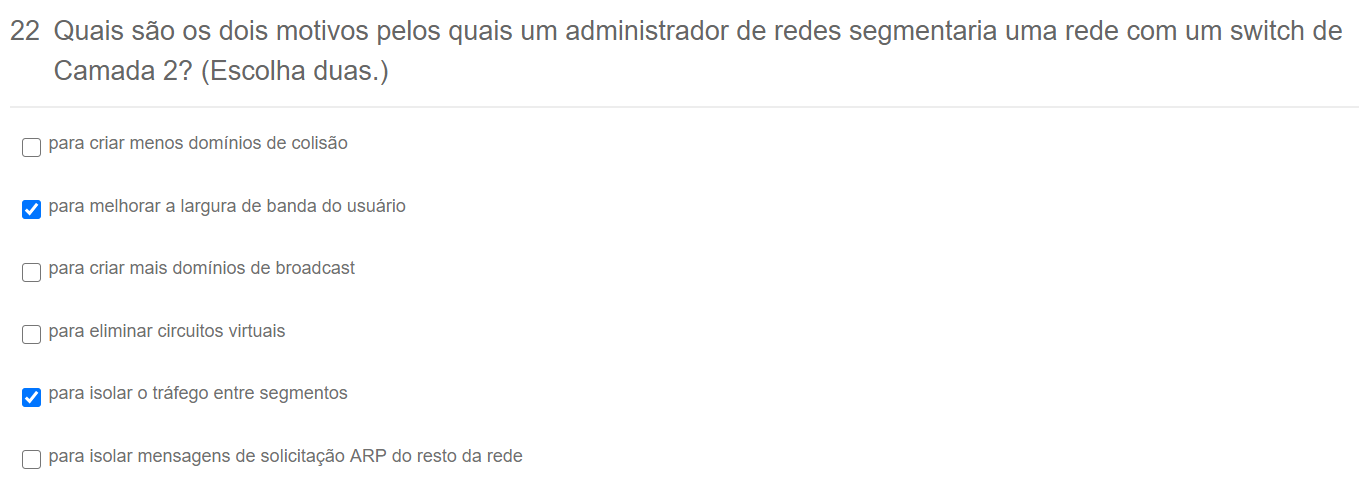 22 Quais são os dois motivos pelos quais um administrador de redes segmentaria uma rede com um switch de
Camada 2? (Escolha duas.)
para criar menos domínios de colisão
para melhorar a largura de banda do usuário
para criar mais domínios de broadcast
para eliminar circuitos virtuais
para isolar o tráfego entre segmentos
para isolar mensagens de solicitação ARP do resto da rede